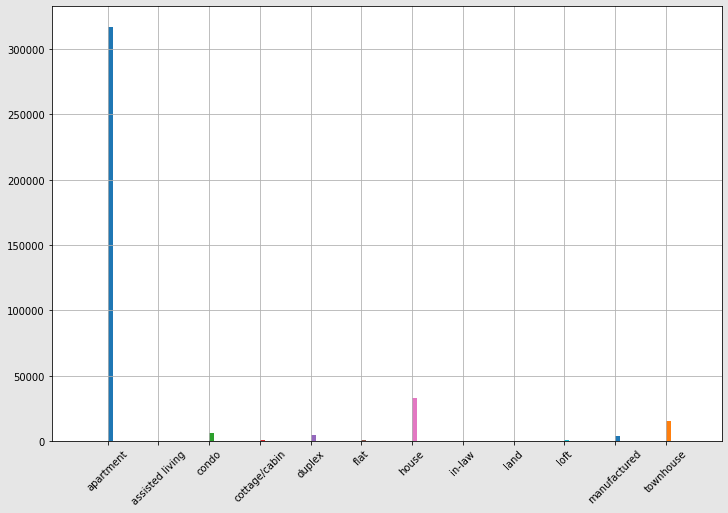 300000
250000
200000
150000
100000
50000
0
apartment
assisted living
condo
cottage/cabin
duplex
flat
house
in-law
land
loft
manufactured
townhouse